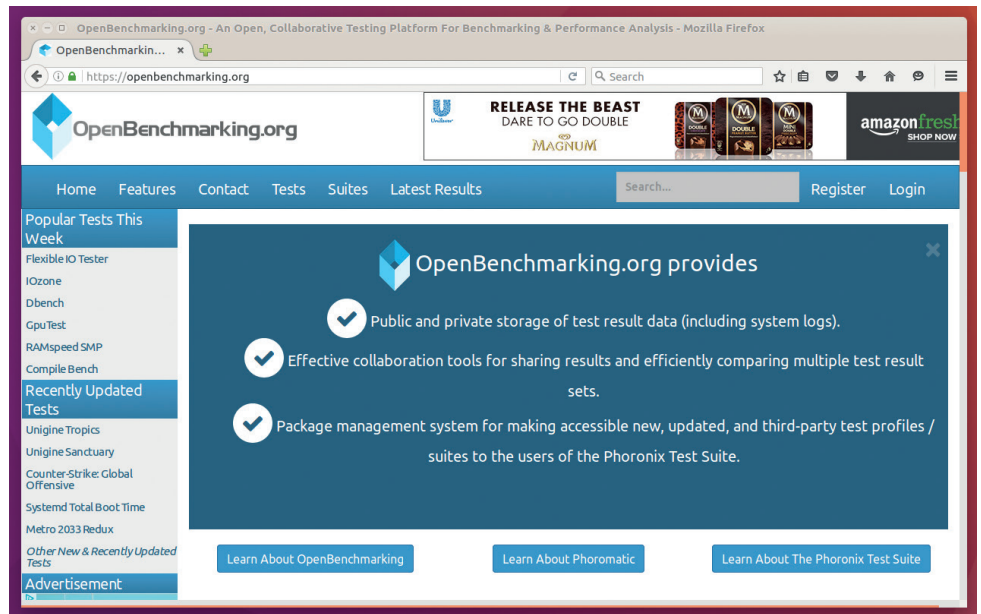 OpenBenchmarking.org - An Open, Collaborative Testing Platform For Benchmarking & Performance Analysis - Mozilla Firefox
OpenBenchmarkin...
https://openbenchmarking.org
Search
OpenBenchmarking.org
Unilever
RELEASE THE BEAST
DARE TO GO DOUBLE
MAGNUM
M
DOUBLE
M
DOUBLE
M
MINI
DOUBLE
amazonfresh
SHOP NOW
Home Features Contact Tests Suites Latest Results
Search...
Register Login
Popular Tests This
Week
Flexible IO Tester
IOzone
Dbench
GpuTest
RAMspeed SMP
Compile Bench
Recently Updated
Tests
Unigine Tropics
Unigine Sanctuary
Counter-Strike: Global
Offensive
Systemd Total Boot Time
Metro 2033 Redux
Other New & Recently Updated
Tests
Advertisement
OpenBenchmarking.org provides
Public and private storage of test result data (including system logs).
Effective collaboration tools for sharing results and efficiently comparing multiple test result
sets.
Package management system for making accessible new, updated, and third-party test profiles /
suites to the users of the Phoronix Test Suite.
Learn About OpenBenchmarking
Learn About Phoromatic
Learn About The Phoronix Test Suite